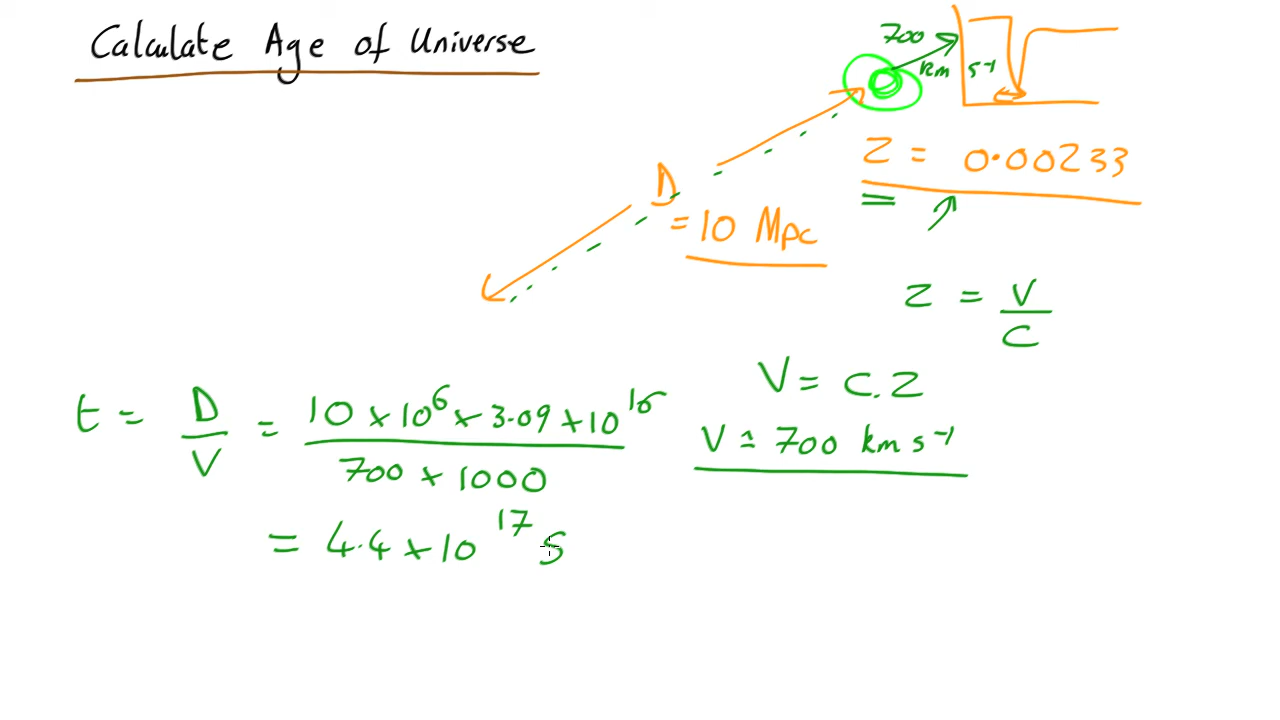 Calculate Age of Universe
700 km s⁻¹
Z = 0.00233
D = 10 Mpc
Z = V / C
V = C.Z
V = 700 km s⁻¹
t = D / V = 10 × 10⁶ × 3.09 × 10¹⁶ / 700 × 1000
= 4.4 × 10¹⁷ s